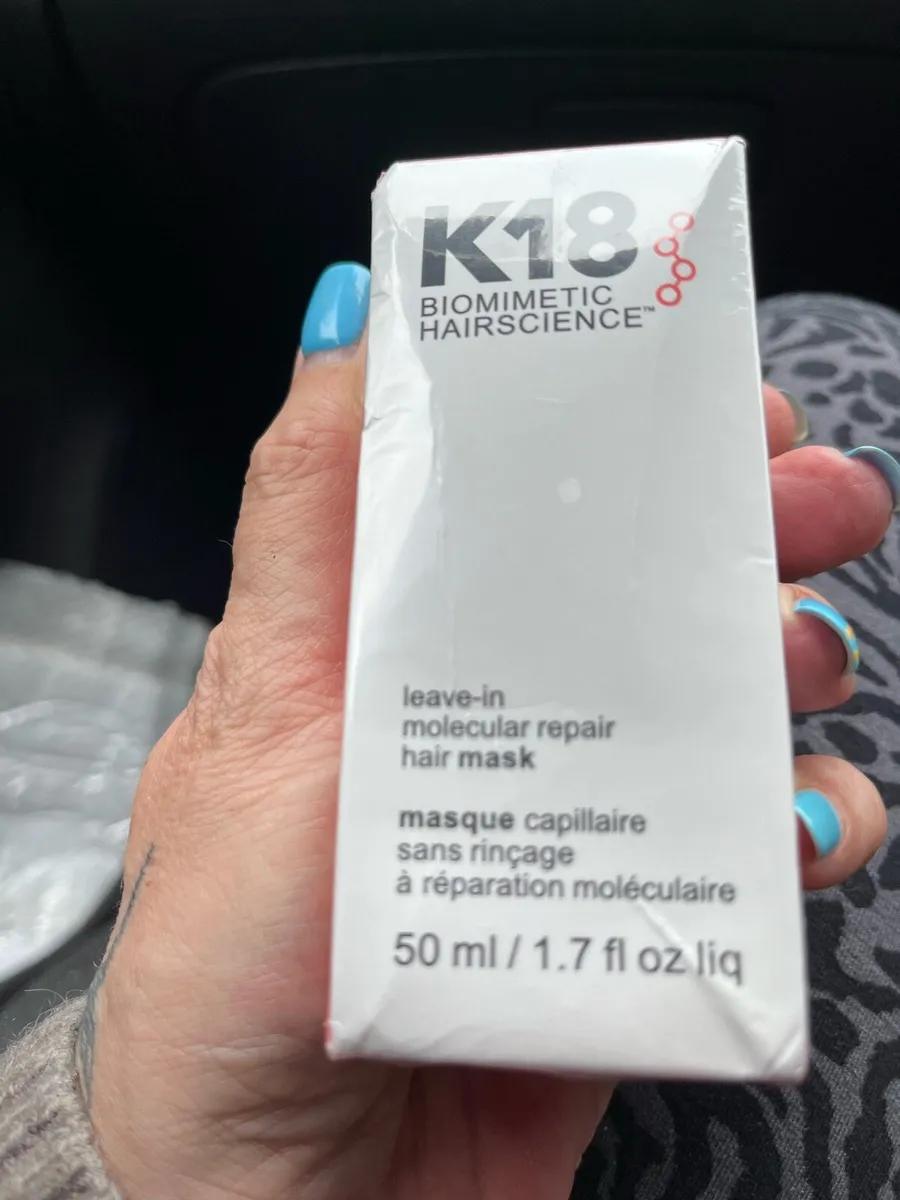 K18
BIOMIMETIC
HAIRSCIENCE™
leave-in
molecular repair
hair mask
masque capillaire
sans rinçage
à réparation moléculaire
50 ml / 1.7 fl oz liq